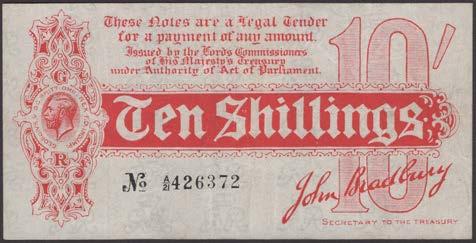 These Notes are a Legal Tender
for a payment of any amount.
Issued by the Lords Commissioners
of His Majesty's Treasury
under Authority of Act of Parliament.
10/
G
R
Ten Shillings.
10/
No A/2 426372
John Bradbury
SECRETARY TO THE TREASURY